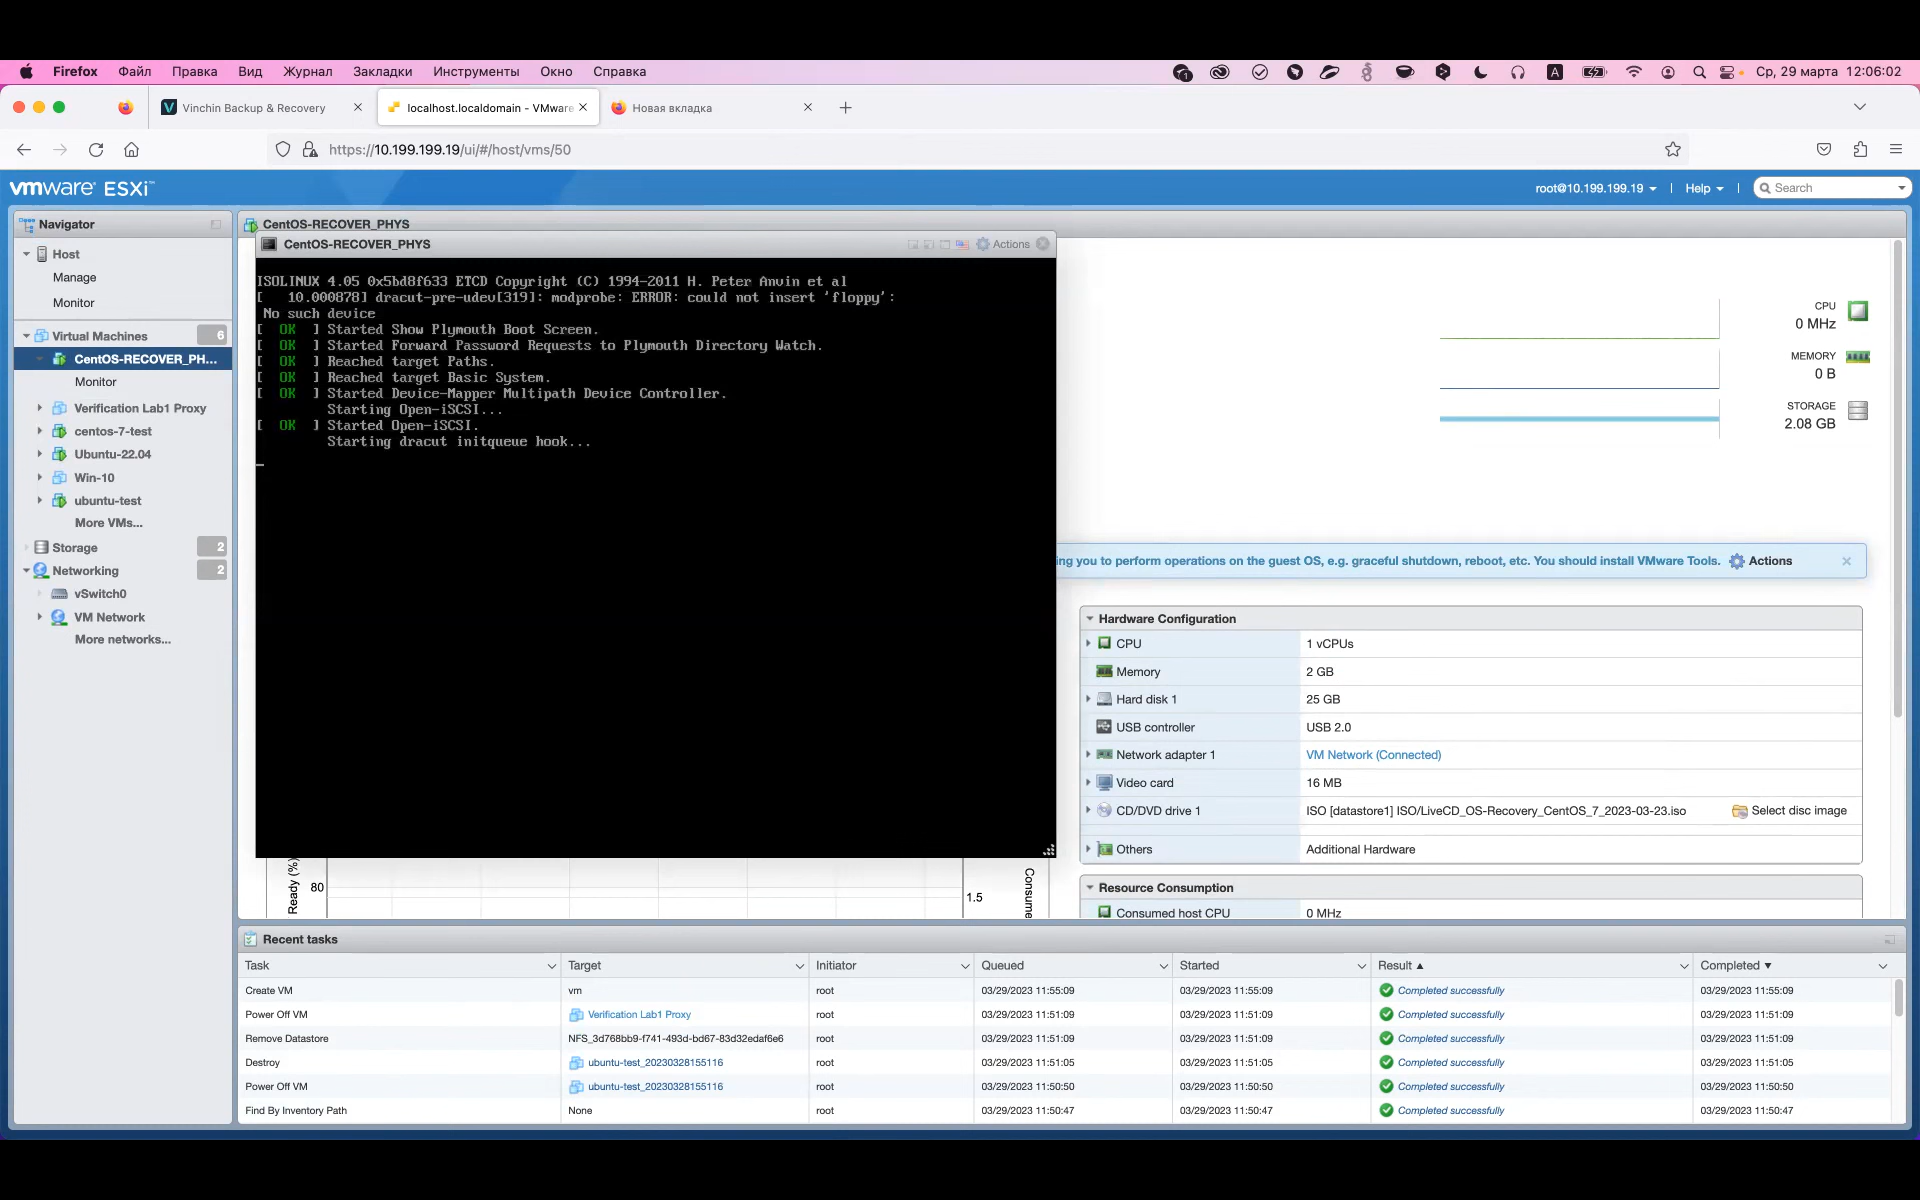 Firefox Файл Правка Вид Журнал Закладки Инструменты Окно Справка
A Ср, 29 марта 12:06:02
Vinchin Backup & Recovery
localhost.localdomain - VMware
Новая вкладка
https://10.199.199.19/ui/#/host/vms/50
vmware ESXi
root@10.199.199.19 | Help | Search
Navigator
Host
Manage
Monitor
Virtual Machines 6
CentOS-RECOVER_PH...
Monitor
Verification Lab1 Proxy
centos-7-test
Ubuntu-22.04
Win-10
ubuntu-test
More VMs...
Storage 2
Networking 2
vSwitch0
VM Network
More networks...
CentOS-RECOVER_PHYS
CentOS-RECOVER_PHYS Actions
ISOLINUX 4.05 0x5bd8f633 ETCD Copyright (C) 1994-2011 H. Peter Anvin et al
[   10.000878] dracut-pre-udev[319]: modprobe: ERROR: could not insert 'floppy':
No such device
[  OK  ] Started Show Plymouth Boot Screen.
[  OK  ] Started Forward Password Requests to Plymouth Directory Watch.
[  OK  ] Reached target Paths.
[  OK  ] Reached target Basic System.
[  OK  ] Started Device-Mapper Multipath Device Controller.
Starting Open-iSCSI...
[  OK  ] Started Open-iSCSI.
Starting dracut initqueue hook...
CPU
0 MHz
MEMORY
0 B
STORAGE
2.08 GB
ing you to perform operations on the guest OS, e.g. graceful shutdown, reboot, etc. You should install VMware Tools. Actions
Hardware Configuration
CPU 1 vCPUs
Memory 2 GB
Hard disk 1 25 GB
USB controller USB 2.0
Network adapter 1 VM Network (Connected)
Video card 16 MB
CD/DVD drive 1 ISO [datastore1] ISO/LiveCD_OS-Recovery_CentOS_7_2023-03-23.iso Select disc image
Others Additional Hardware
Resource Consumption
Consumed host CPU 0 MHz
Ready (%)
80
1.5
Consume
Recent tasks
Task Target Initiator Queued Started Result Completed
Create VM vm root 03/29/2023 11:55:09 03/29/2023 11:55:09 Completed successfully 03/29/2023 11:55:09
Power Off VM Verification Lab1 Proxy root 03/29/2023 11:51:09 03/29/2023 11:51:09 Completed successfully 03/29/2023 11:51:09
Remove Datastore NFS_3d768bb9-f741-493d-bd67-83d32edaf6e6 root 03/29/2023 11:51:09 03/29/2023 11:51:09 Completed successfully 03/29/2023 11:51:09
Destroy ubuntu-test_20230328155116 root 03/29/2023 11:51:05 03/29/2023 11:51:05 Completed successfully 03/29/2023 11:51:05
Power Off VM ubuntu-test_20230328155116 root 03/29/2023 11:50:50 03/29/2023 11:50:50 Completed successfully 03/29/2023 11:50:50
Find By Inventory Path None root 03/29/2023 11:50:47 03/29/2023 11:50:47 Completed successfully 03/29/2023 11:50:47